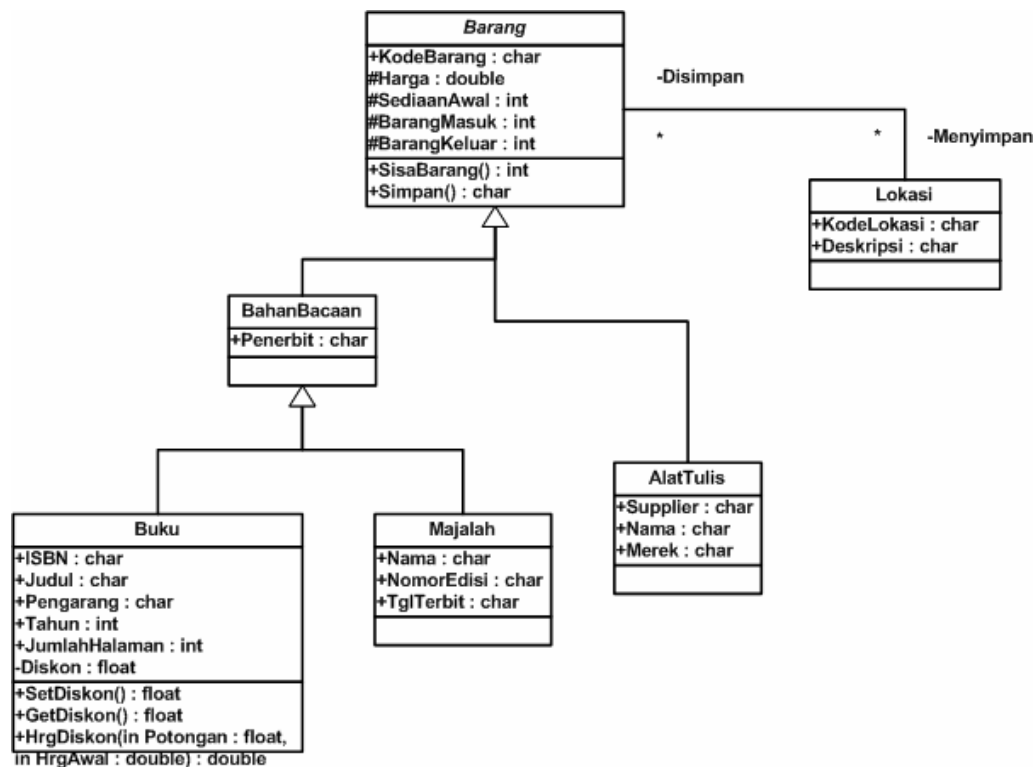 Barang
+KodeBarang : char
#Harga : double
#SediaanAwal : int
#BarangMasuk : int
#BarangKeluar : int
+SisaBarang() : int
+Simpan() : char
-Disimpan
*
*
-Menyimpan
Lokasi
+KodeLokasi : char
+Deskripsi : char
BahanBacaan
+Penerbit : char
Buku
+ISBN : char
+Judul : char
+Pengarang : char
+Tahun : int
+JumlahHalaman : int
-Diskon : float
+SetDiskon() : float
+GetDiskon() : float
+HrgDiskon(in Potongan : float,
in HrgAwal : double) : double
Majalah
+Nama : char
+NomorEdisi : char
+TglTerbit : char
AlatTulis
+Supplier : char
+Nama : char
+Merek : char